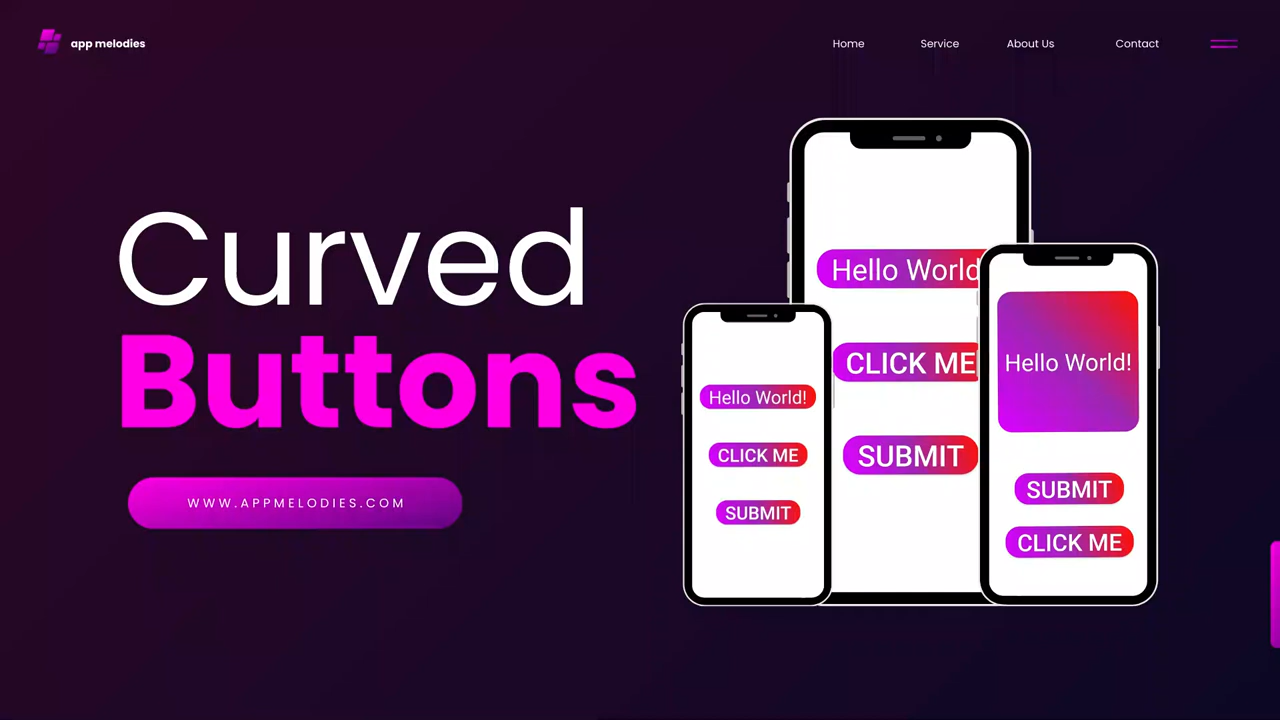 app melodies
Home
Service
About Us
Contact
Curved
Buttons
WWW.APPMELODIES.COM
Hello World!
CLICK ME
SUBMIT
Hello World
CLICK ME
SUBMIT
Hello World!
SUBMIT
CLICK ME